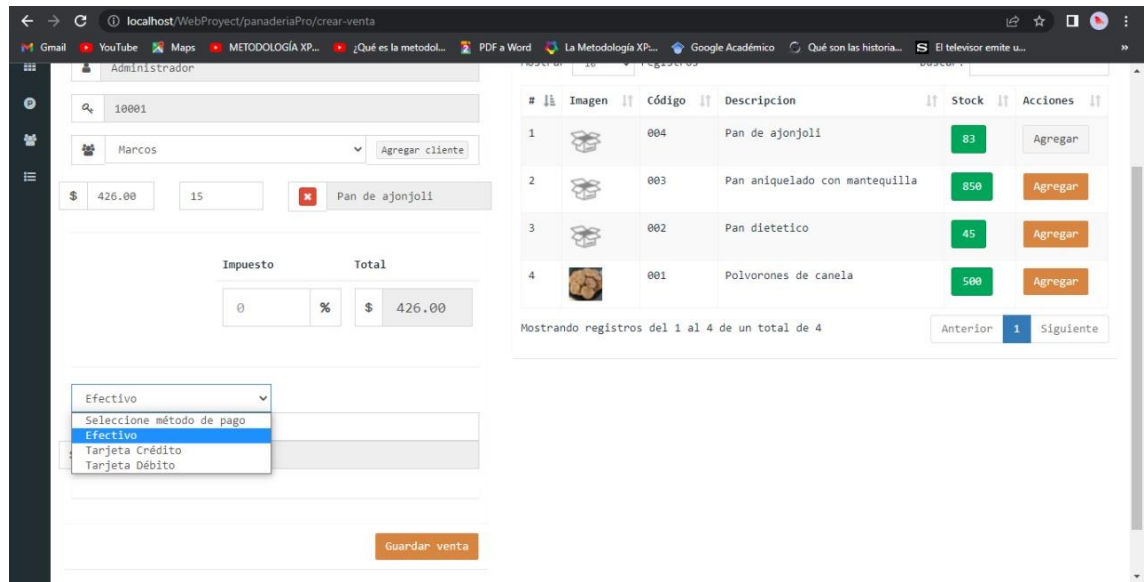 localhost/WebProyect/panaderiaPro/crear-venta
Gmail YouTube Maps METODOLOGÍA XP... ¿Qué es la metodol... PDF a Word La Metodología XP:... Google Académico Qué son las historia... El televisor emite u... »
Administrador
10001
Marcos Agregar cliente
$ 426.00 15 Pan de ajonjoli
Impuesto Total
0 % $ 426.00
Efectivo
Seleccione método de pago
Efectivo
Tarjeta Crédito
Tarjeta Débito
Guardar venta
Mostrar 10 registros Buscar:
# Imagen Código Descripcion Stock Acciones
1 004 Pan de ajonjoli 83 Agregar
2 003 Pan aniquelado con mantequilla 850 Agregar
3 002 Pan dietetico 45 Agregar
4 001 Polvorones de canela 500 Agregar
Mostrando registros del 1 al 4 de un total de 4 Anterior 1 Siguiente